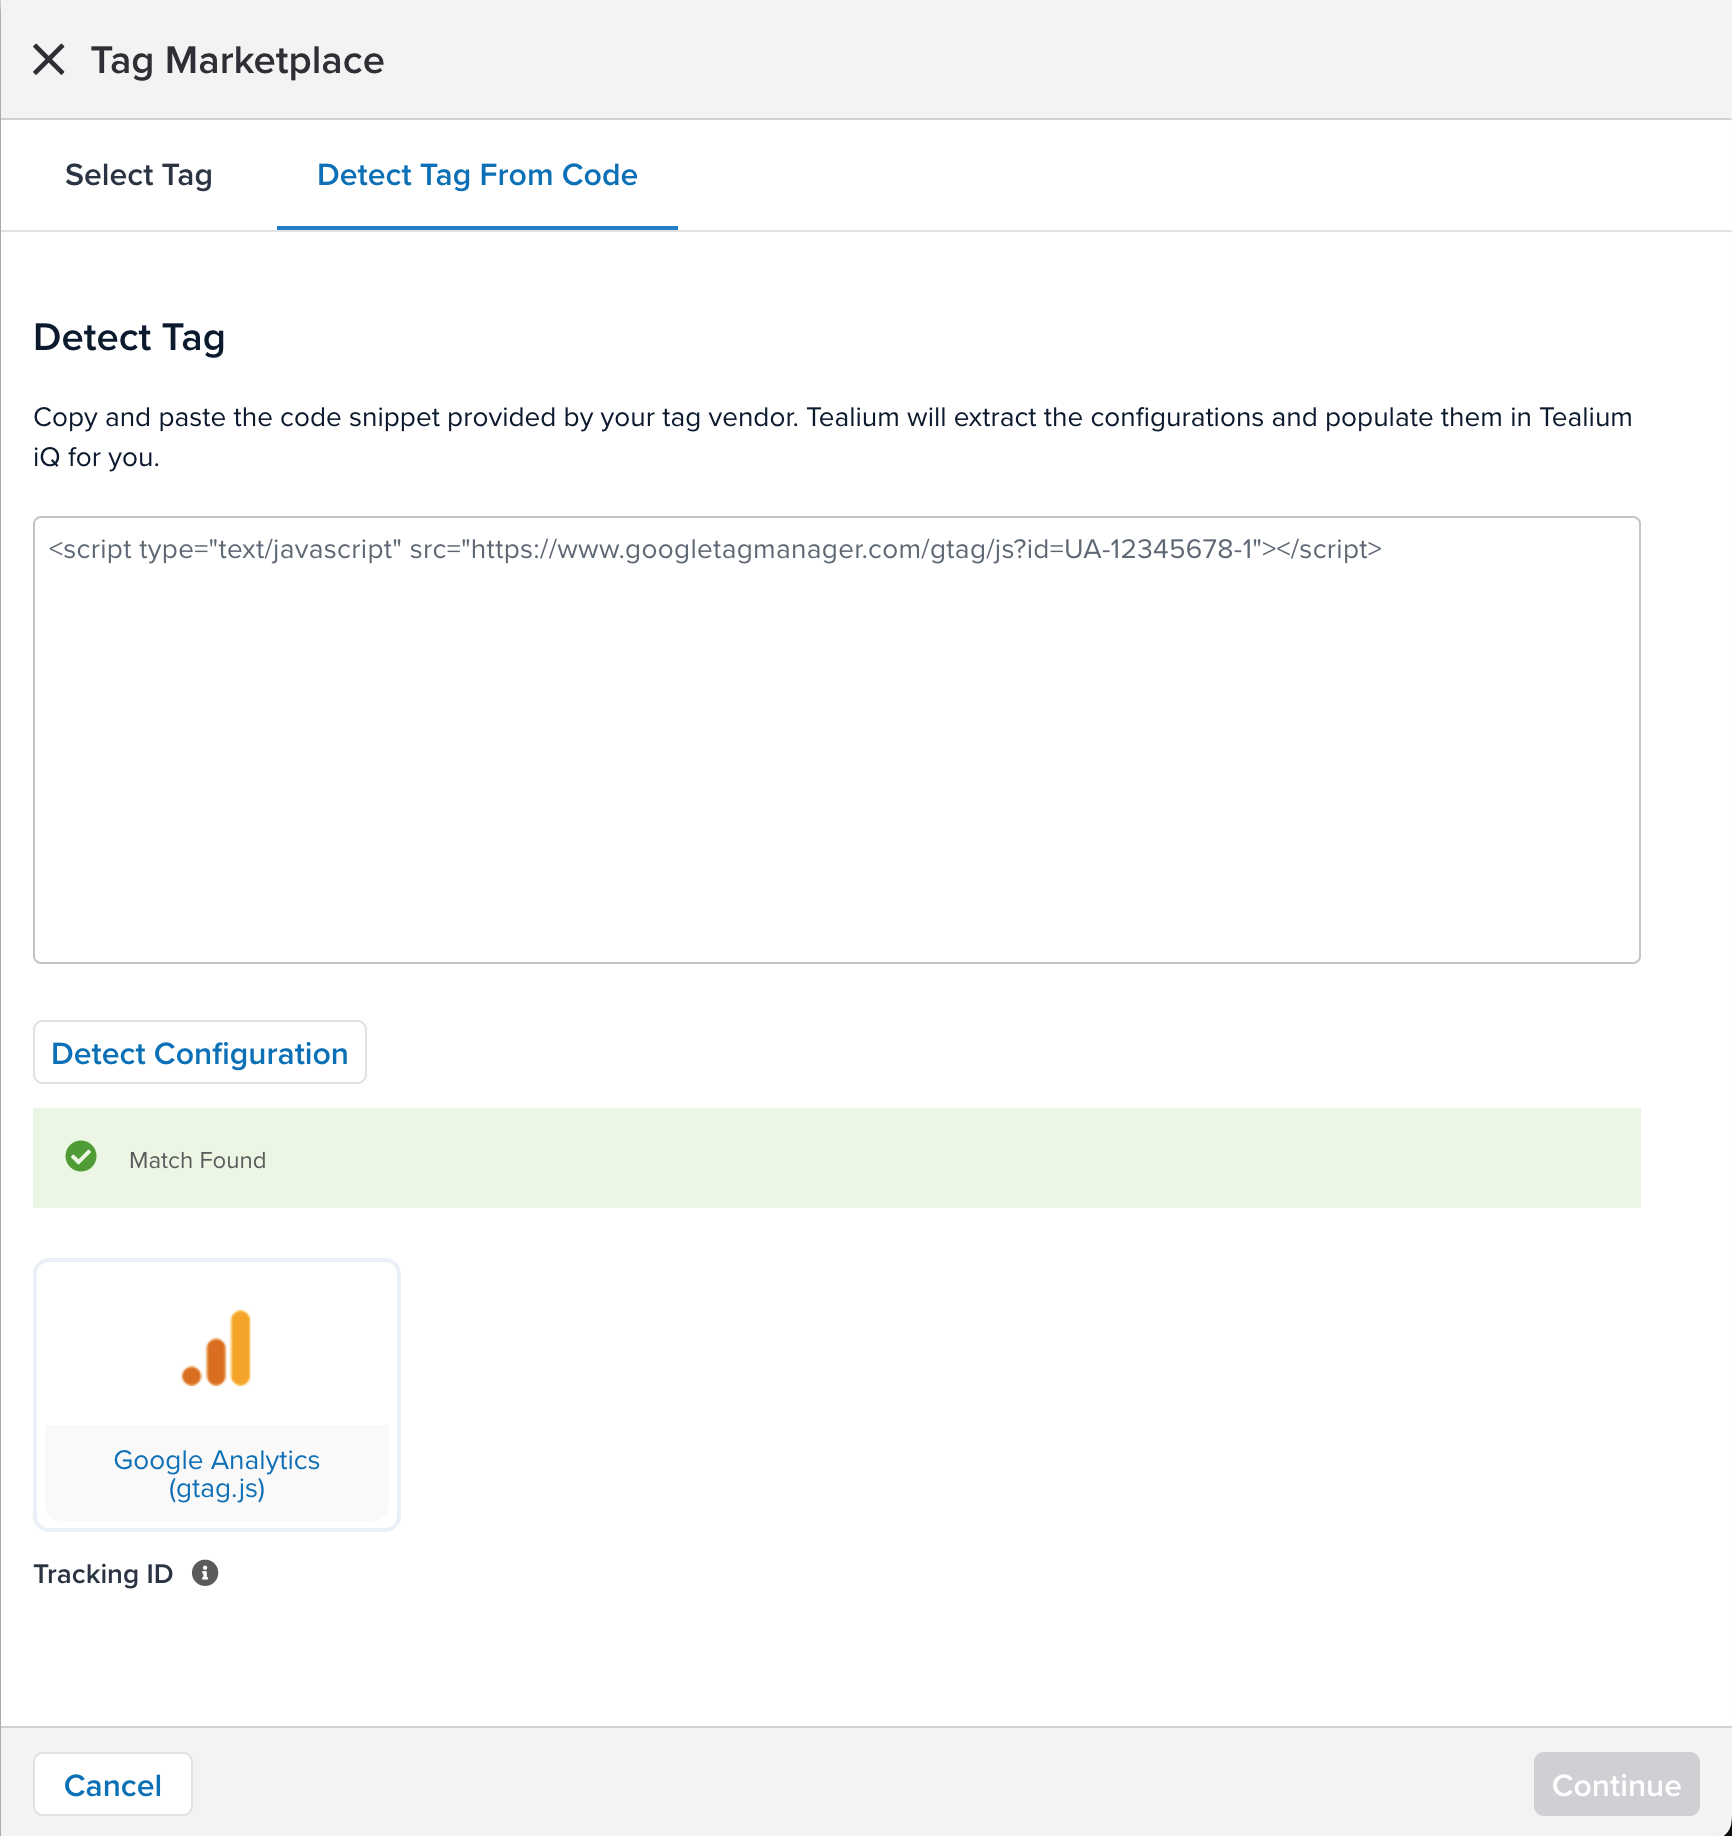 Tag Marketplace
Select Tag
Detect Tag From Code
Detect Tag
Copy and paste the code snippet provided by your tag vendor. Tealium will extract the configurations and populate them in Tealium
iQ for you.
<script type="text/javascript" src="https://www.googletagmanager.com/gtag/js?id=UA-12345678-1"></script>
Detect Configuration
Match Found
Google Analytics
(gtag.js)
Tracking ID
Cancel
Continue